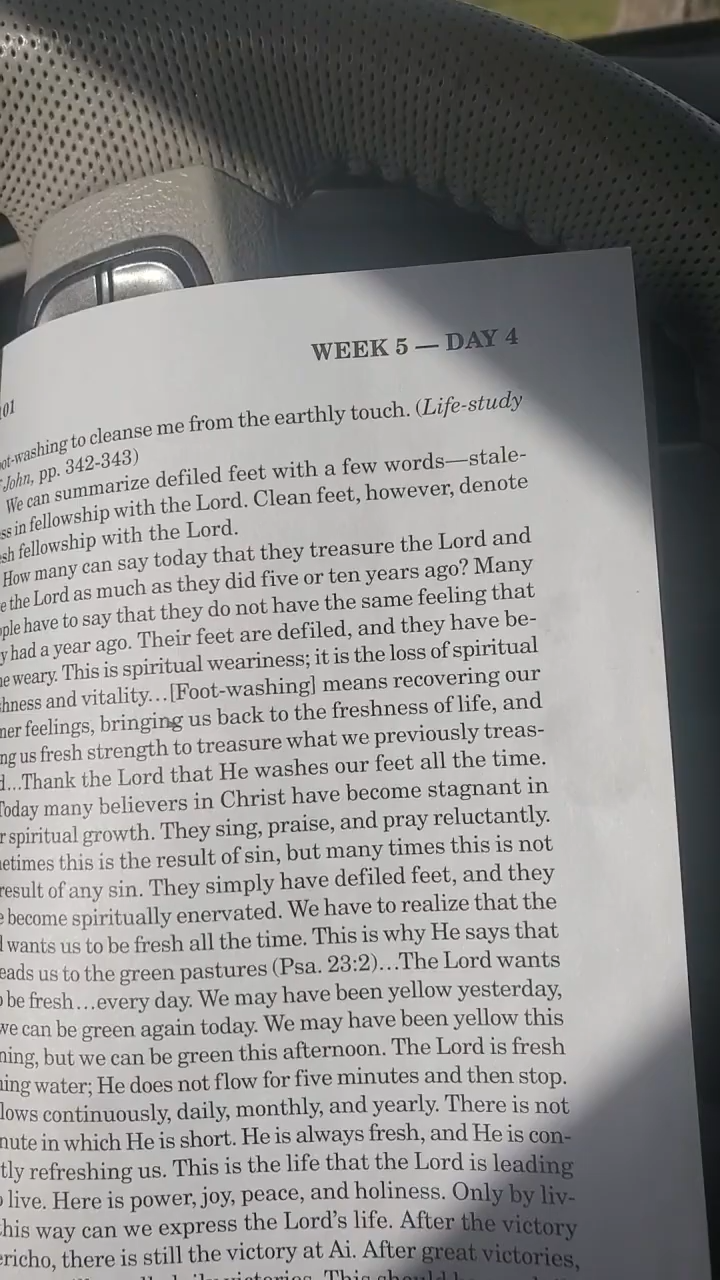 WEEK 5 — DAY 4
01
ot-washing to cleanse me from the earthly touch. (Life-study
John, pp. 342-343)
We can summarize defiled feet with a few words—stale-
ss in fellowship with the Lord. Clean feet, however, denote
sh fellowship with the Lord.
How many can say today that they treasure the Lord and
e the Lord as much as they did five or ten years ago? Many
ple have to say that they do not have the same feeling that
y had a year ago. Their feet are defiled, and they have be-
e weary. This is spiritual weariness; it is the loss of spiritual
hness and vitality…[Foot-washing] means recovering our
ner feelings, bringing us back to the freshness of life, and
ng us fresh strength to treasure what we previously treas-
d…Thank the Lord that He washes our feet all the time.
Today many believers in Christ have become stagnant in
r spiritual growth. They sing, praise, and pray reluctantly.
etimes this is the result of sin, but many times this is not
result of any sin. They simply have defiled feet, and they
e become spiritually enervated. We have to realize that the
d wants us to be fresh all the time. This is why He says that
eads us to the green pastures (Psa. 23:2)…The Lord wants
o be fresh…every day. We may have been yellow yesterday,
we can be green again today. We may have been yellow this
ning, but we can be green this afternoon. The Lord is fresh
ing water; He does not flow for five minutes and then stop.
lows continuously, daily, monthly, and yearly. There is not
nute in which He is short. He is always fresh, and He is con-
tly refreshing us. This is the life that the Lord is leading
o live. Here is power, joy, peace, and holiness. Only by liv-
his way can we express the Lord's life. After the victory
ericho, there is still the victory at Ai. After great victories,
victories. This should be